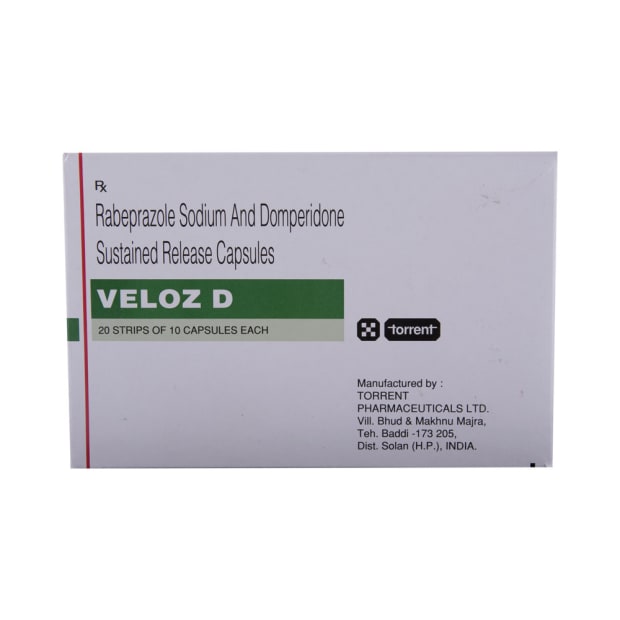 Rx
Rabeprazole Sodium And Domperidone
Sustained Release Capsules
VELOZ D
20 STRIPS OF 10 CAPSULES EACH
torrent
Manufactured by :
TORRENT
PHARMACEUTICALS LTD.
Vill. Bhud & Makhnu Majra,
Teh. Baddi -173 205,
Dist. Solan (H.P.), INDIA.